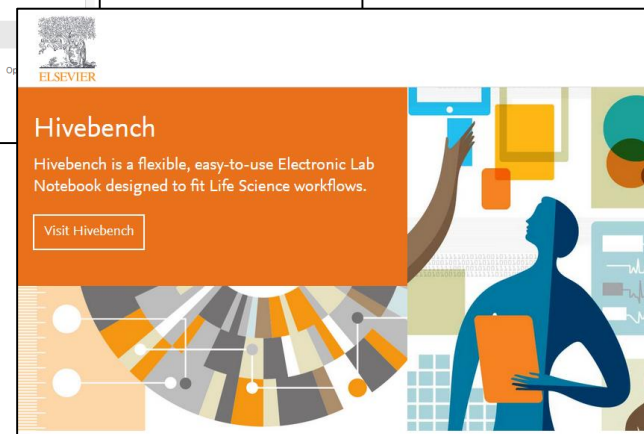 Op
ELSEVIER
Hivebench
Hivebench is a flexible, easy-to-use Electronic Lab
Notebook designed to fit Life Science workflows.
Visit Hivebench